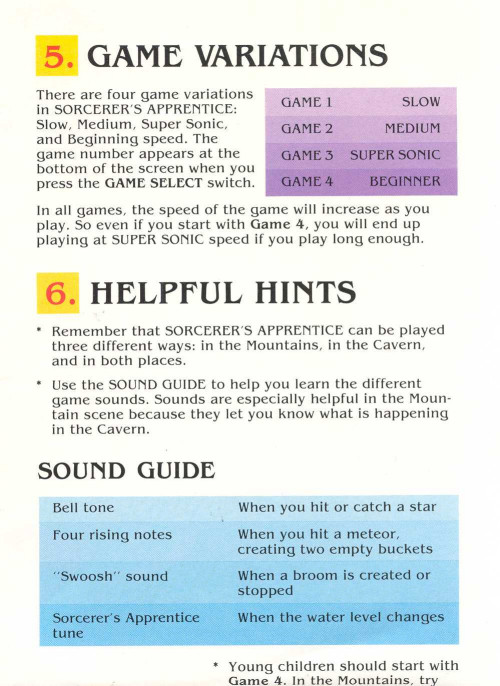 5. GAME VARIATIONS
There are four game variations
in SORCERER'S APPRENTICE:
Slow, Medium, Super Sonic,
and Beginning speed. The
game number appears at the
bottom of the screen when you
press the GAME SELECT switch.
GAME 1 SLOW
GAME 2 MEDIUM
GAME 3 SUPER SONIC
GAME 4 BEGINNER
In all games, the speed of the game will increase as you
play. So even if you start with Game 4, you will end up
playing at SUPER SONIC speed if you play long enough.
6. HELPFUL HINTS
* Remember that SORCERER'S APPRENTICE can be played
three different ways: in the Mountains, in the Cavern,
and in both places.
* Use the SOUND GUIDE to help you learn the different
game sounds. Sounds are especially helpful in the Moun-
tain scene because they let you know what is happening
in the Cavern.
SOUND GUIDE
Bell tone When you hit or catch a star
Four rising notes When you hit a meteor,
creating two empty buckets
"Swoosh" sound When a broom is created or
stopped
Sorcerer's Apprentice When the water level changes
tune
* Young children should start with
Game 4. In the Mountains, try